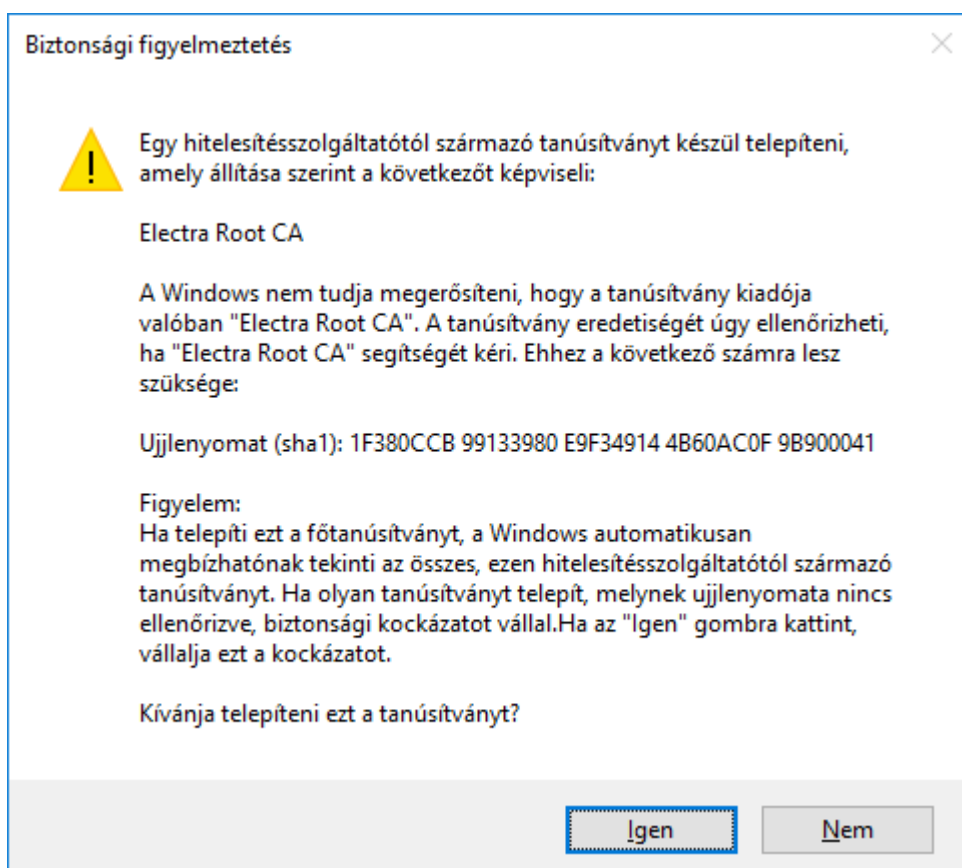 Biztonsági figyelmeztetés
Egy hitelesítésszolgáltatótól származó tanúsítványt készül telepíteni,
amely állítása szerint a következőt képviseli:
Electra Root CA
A Windows nem tudja megerősíteni, hogy a tanúsítvány kiadója
valóban "Electra Root CA". A tanúsítvány eredetiségét úgy ellenőrizheti,
ha "Electra Root CA" segítségét kéri. Ehhez a következő számra lesz
szüksége:
Ujjlenyomat (sha1): 1F380CCB 99133980 E9F34914 4B60AC0F 9B900041
Figyelem:
Ha telepíti ezt a főtanúsítványt, a Windows automatikusan
megbízhatónak tekinti az összes, ezen hitelesítésszolgáltatótól származó
tanúsítványt. Ha olyan tanúsítványt telepít, melynek ujjlenyomata nincs
ellenőrizve, biztonsági kockázatot vállal.Ha az "Igen" gombra kattint,
vállalja ezt a kockázatot.
Kívánja telepíteni ezt a tanúsítványt?
Igen
Nem